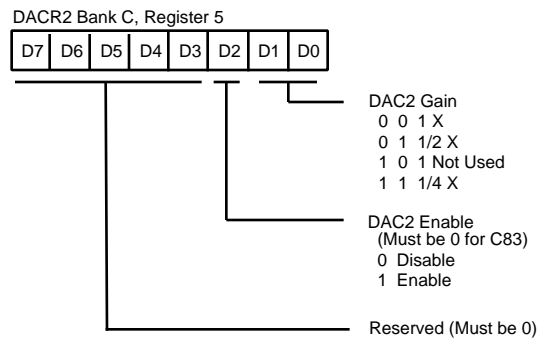 DACR2 Bank C, Register 5
D7 D6 D5 D4 D3 D2 D1 D0
DAC2 Gain
0 0 1 X
0 1 1/2 X
1 0 1 Not Used
1 1 1/4 X
DAC2 Enable
(Must be 0 for C83)
0 Disable
1 Enable
Reserved (Must be 0)